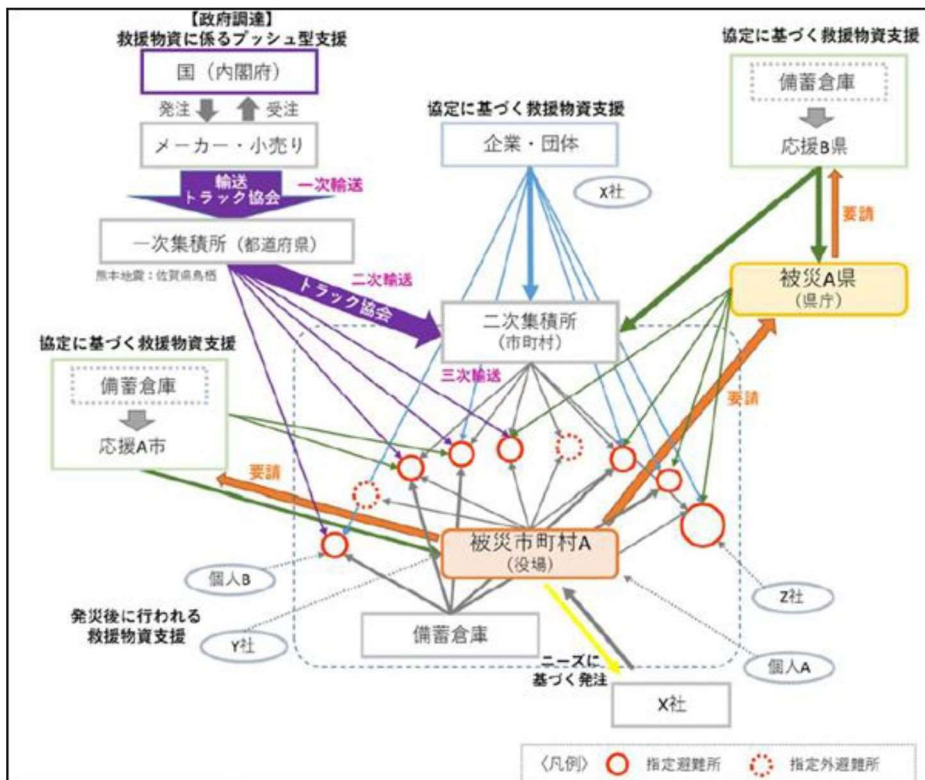 【政府調達】
救援物資に係るプッシュ型支援
国（内閣府）
発注
受注
メーカー・小売り
輸送
トラック協会
一次輸送
一次集積所（都道府県）
熊本地震：佐賀県鳥栖
二次輸送
トラック協会
協定に基づく救援物資支援
企業・団体
X社
協定に基づく救援物資支援
備蓄倉庫
応援B県
要請
被災A県
（県庁）
二次集積所
（市町村）
三次輸送
要請
協定に基づく救援物資支援
備蓄倉庫
応援A市
要請
被災市町村A
（役場）
個人B
発災後に行われる
救援物資支援
Y社
備蓄倉庫
Z社
個人A
ニーズに
基づく発注
X社
〈凡例〉 指定避難所 指定外避難所